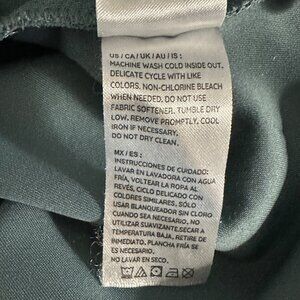 US / CA / UK / AU / IS :
MACHINE WASH COLD INSIDE OUT,
DELICATE CYCLE WITH LIKE
COLORS. NON-CHLORINE BLEACH
WHEN NEEDED. DO NOT USE
FABRIC SOFTENER. TUMBLE DRY
LOW. REMOVE PROMPTLY, COOL
IRON IF NECESSARY.
DO NOT DRY CLEAN.
MX / ES :
INSTRUCCIONES DE CUIDADO:
LAVAR EN LAVADORA CON AGUA
FRÍA, VOLTEAR LA ROPA AL
REVÉS, CICLO DELICADO CON
COLORES SIMILARES. SÓLO
USAR BLANQUEADOR SIN CLORO
CUANDO SEA NECESARIO. NO
UTILIZAR SUAVIZANTE. SECAR A
TEMPERATURA BAJA, RETIRE DE
INMEDIATO. PLANCHA FRÍA SI
ES NECESARIO.
NO LAVAR EN SECO.